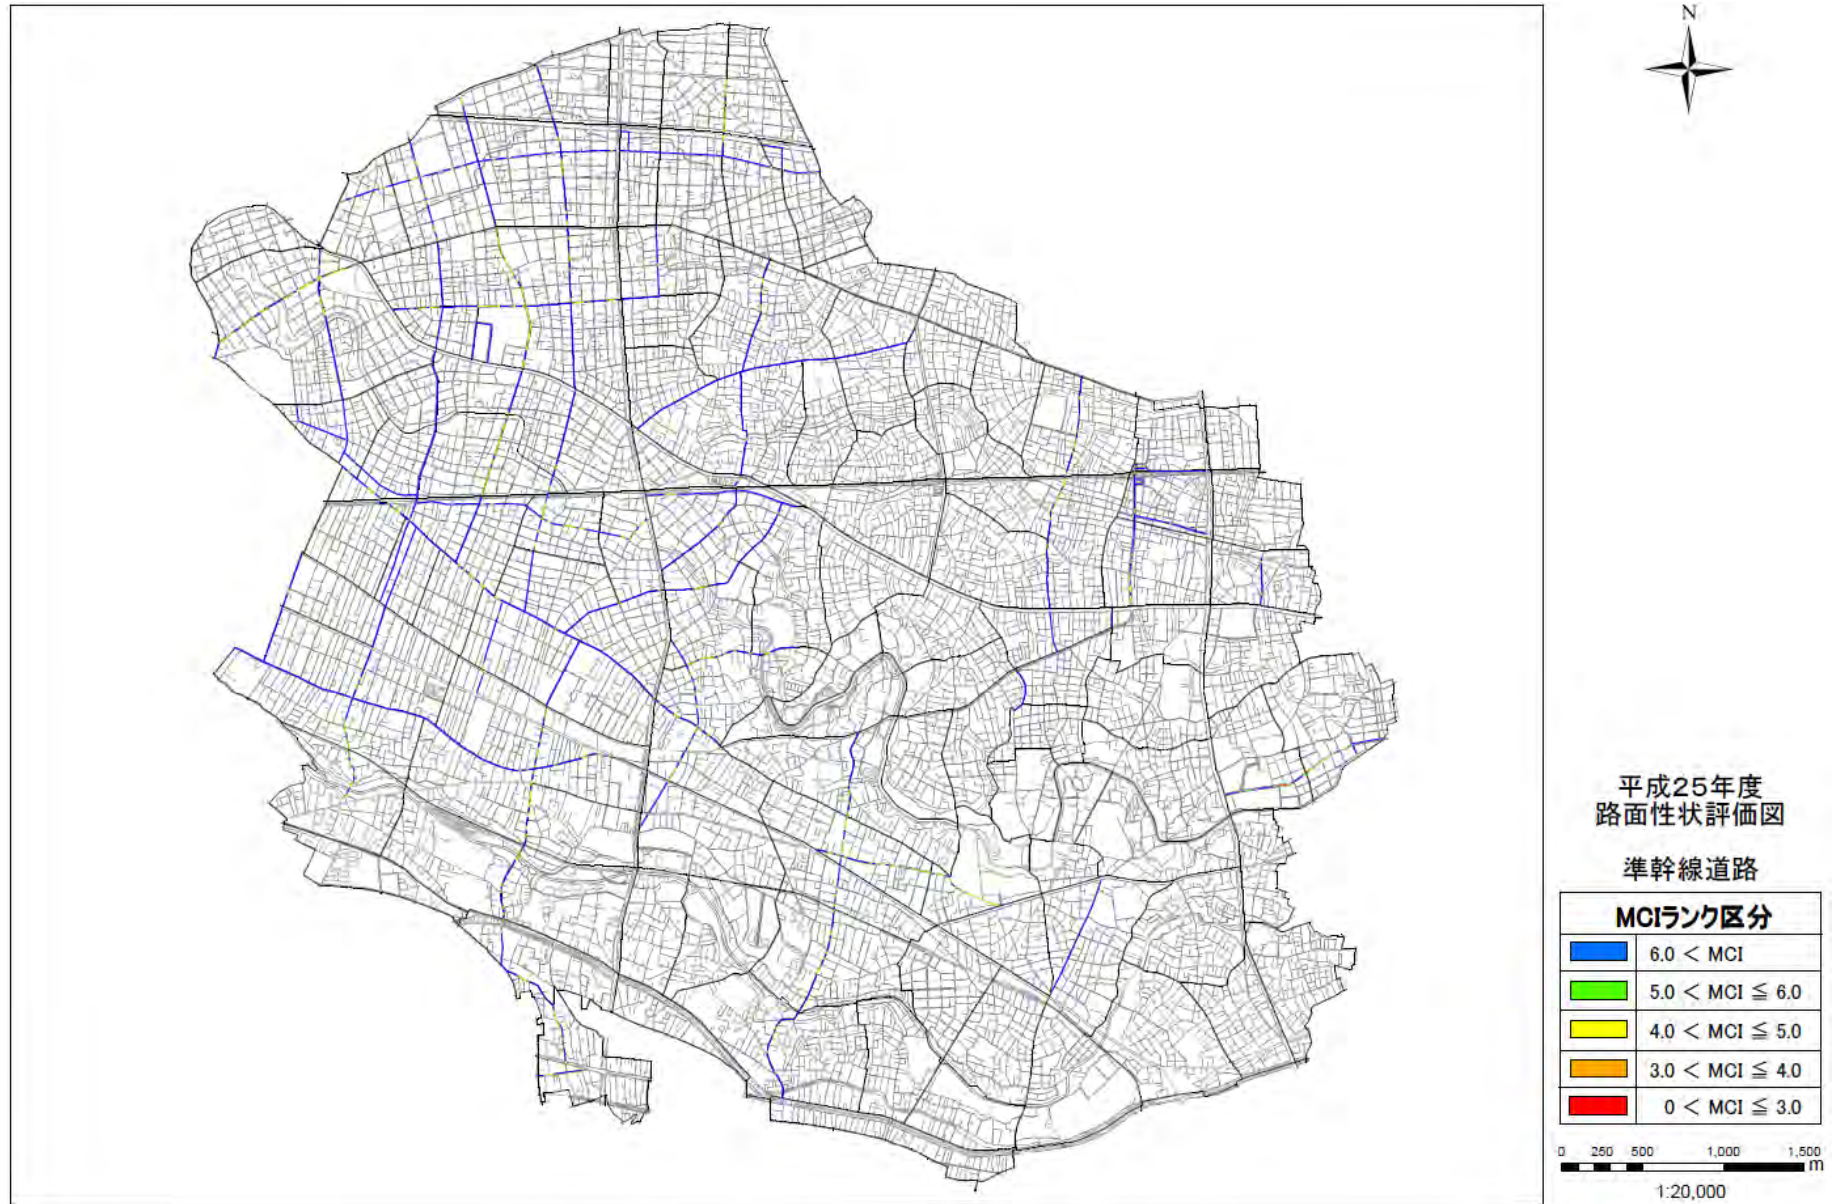 N
平成25年度
路面性状評価図
準幹線道路
MCIランク区分
6.0 < MCI
5.0 < MCI ≦ 6.0
4.0 < MCI ≦ 5.0
3.0 < MCI ≦ 4.0
0 < MCI ≦ 3.0
0 250 500 1,000 1,500 m
1:20,000